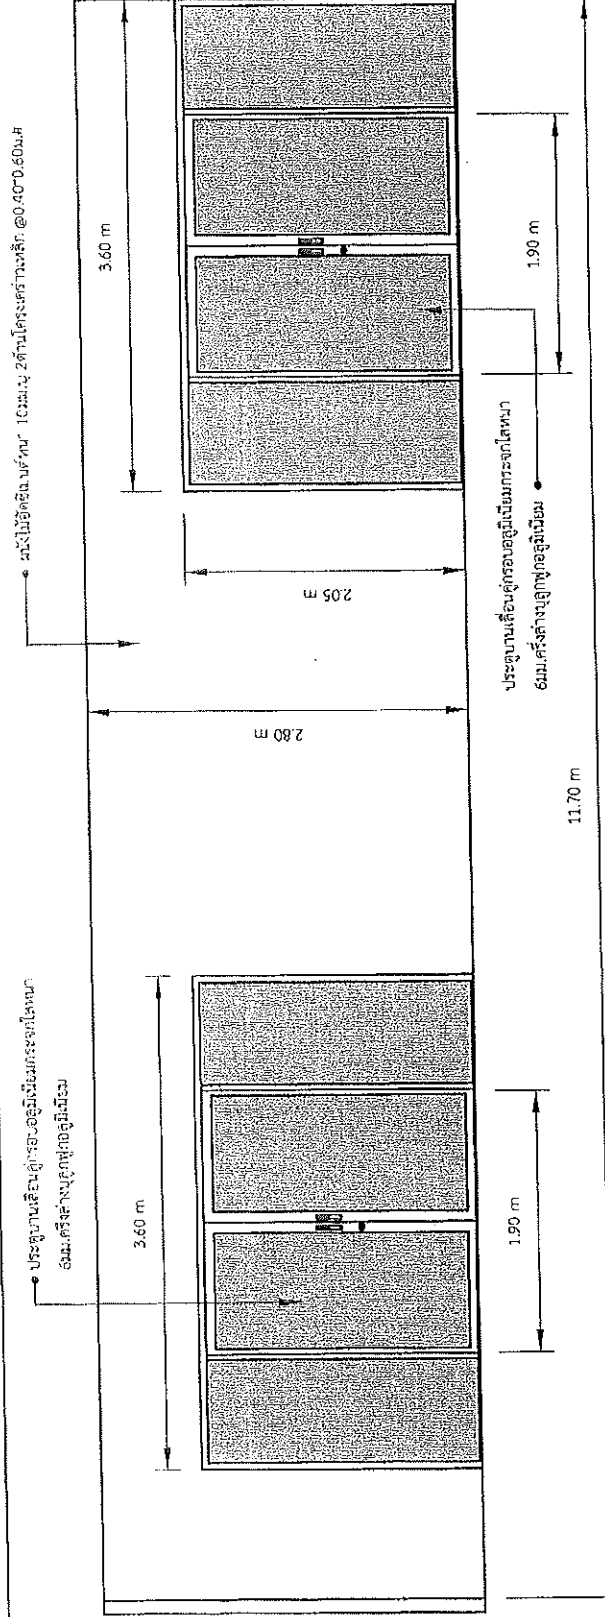 ประตูบานเลื่อนคู่กรอบอลูมิเนียมกระจกใสหนา
6มม.ครึ่งล่างบุลูกฟูกอลูมิเนียม
3.60 m
1.90 m
2.80 m
2.05 m
3.60 m
1.90 m
ประตูบานเลื่อนคู่กรอบอลูมิเนียมกระจกใสหนา
6มม.ครึ่งล่างบุลูกฟูกอลูมิเนียม
11.70 m